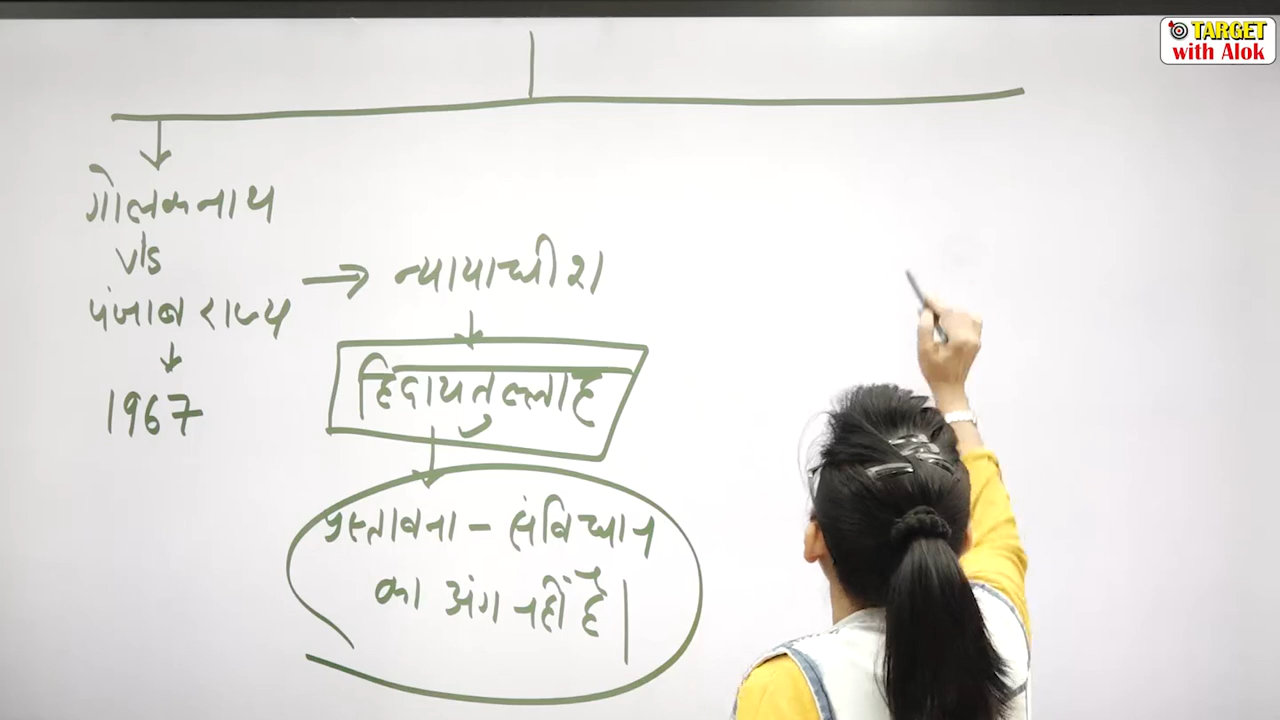 TARGET
with Alok
गोलकनाथ
v/s
पंजाब राज्य
1967
न्यायाधीश
हिदायतुल्लाह
प्रस्तावना - संविधान
का अंग नहीं है|